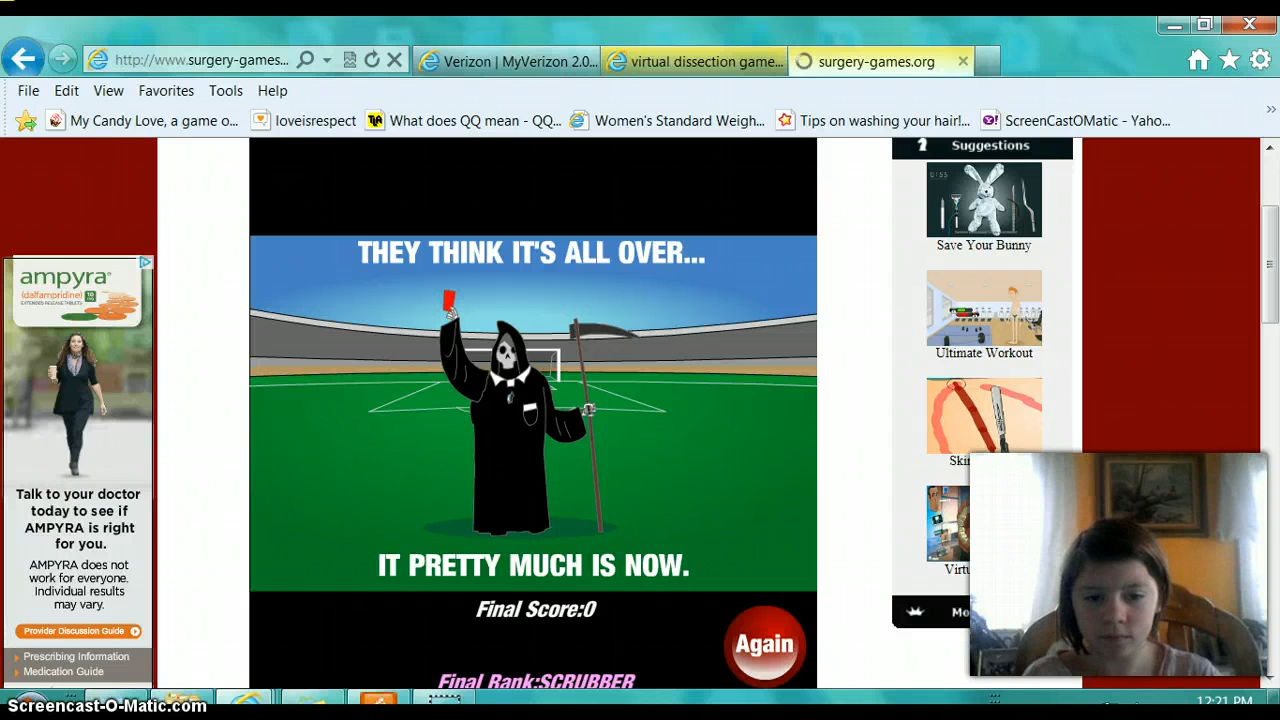 http://www.surgery-games...
Verizon | MyVerizon 2.0...
virtual dissection game...
surgery-games.org
File Edit View Favorites Tools Help
My Candy Love, a game o...
loveisrespect
What does QQ mean - QQ...
Women's Standard Weigh...
Tips on washing your hair!...
ScreenCastOMatic - Yaho...
ampyra
(dalfampridine)
Talk to your doctor
today to see if
AMPYRA is right
for you.
AMPYRA does not
work for everyone.
Individual results
may vary.
Provider Discussion Guide
Prescribing Information
Medication Guide
THEY THINK IT'S ALL OVER...
IT PRETTY MUCH IS NOW.
Final Score:0
Again
Final Rank:SCRUBBER
Suggestions
Save Your Bunny
Ultimate Workout
12:21 PM
Screencast-O-Matic.com